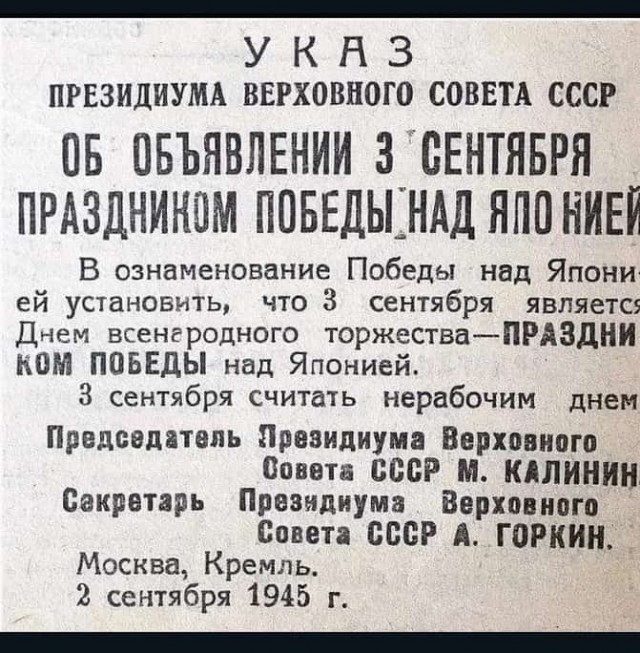 УКАЗ
ПРЕЗИДИУМА ВЕРХОВНОГО СОВЕТА СССР
ОБ ОБЪЯВЛЕНИИ 3 СЕНТЯБРЯ
ПРАЗДНИКОМ ПОБЕДЫ НАД ЯПОНИЕЙ
В ознаменование Победы над Япони-
ей установить, что 3 сентября является
Днем всенародного торжества—ПРАЗДНИ
КОМ ПОБЕДЫ над Японией.
3 сентября считать нерабочим днем
Председатель Президиума Верховного
Совета СССР М. КАЛИНИН.
Секретарь Президиума Верховного
Совета СССР А. ГОРКИН.
Москва, Кремль.
2 сентября 1945 г.